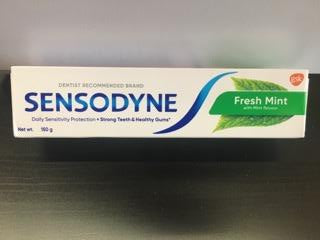 DENTIST RECOMMENDED BRAND
SENSODYNE
Daily Sensitivity Protection • Strong Teeth & Healthy Gums*
Net wt. 150 g
Fresh Mint
with Mint Flavour
gsk